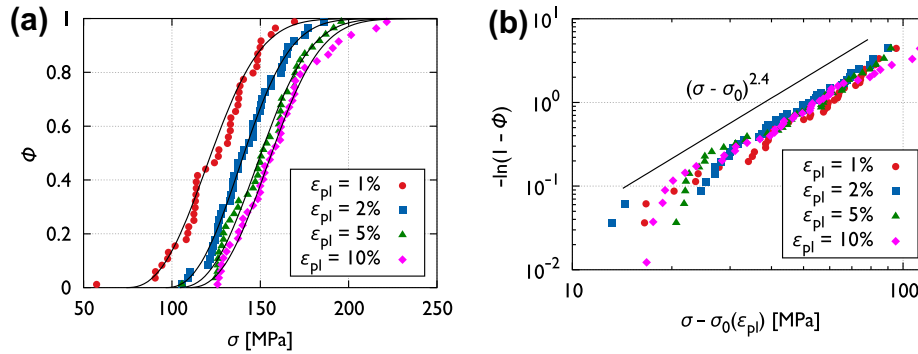 (a)
Φ
1
0.8
0.6
0.4
0.2
0
50
100
150
200
250
σ [MPa]
ε_pl = 1%
ε_pl = 2%
ε_pl = 5%
ε_pl = 10%
(b)
-ln(1 - Φ)
10^1
10^0
10^-1
10^-2
10
100
σ – σ_0(ε_pl) [MPa]
(σ – σ_0)^2.4
ε_pl = 1%
ε_pl = 2%
ε_pl = 5%
ε_pl = 10%